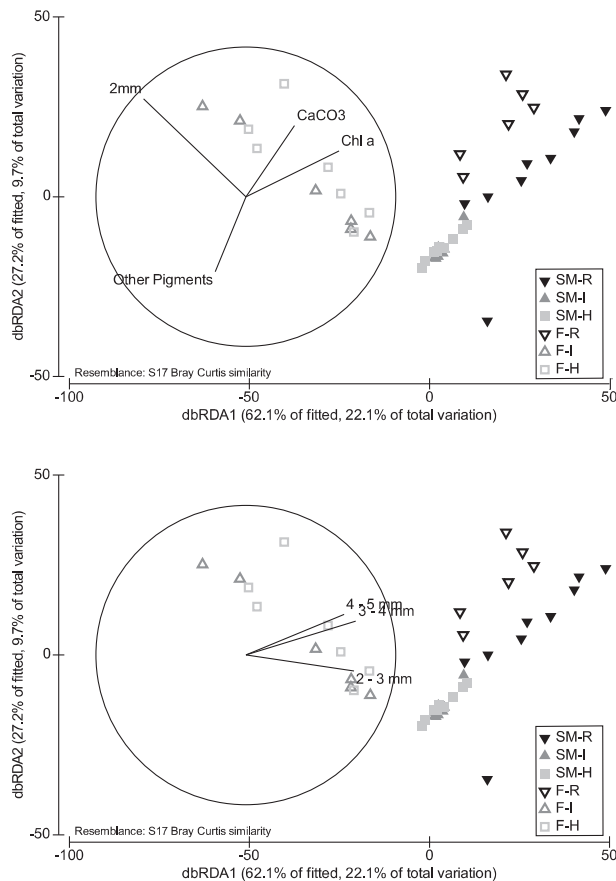 50
2mm
CaCO3
Chl a
0
Other Pigments
SM-R
SM-I
SM-H
F-R
F-I
F-H
-50
Resemblance: S17 Bray Curtis similarity
-100
-50
0
50
dbRDA1 (62.1% of fitted, 22.1% of total variation)
dbRDA2 (27.2% of fitted, 9.7% of total variation)
50
4 - 5 mm
3 - 4 mm
0
2 - 3 mm
SM-R
SM-I
SM-H
F-R
F-I
F-H
-50
Resemblance: S17 Bray Curtis similarity
-100
-50
0
50
dbRDA1 (62.1% of fitted, 22.1% of total variation)
dbRDA2 (27.2% of fitted, 9.7% of total variation)